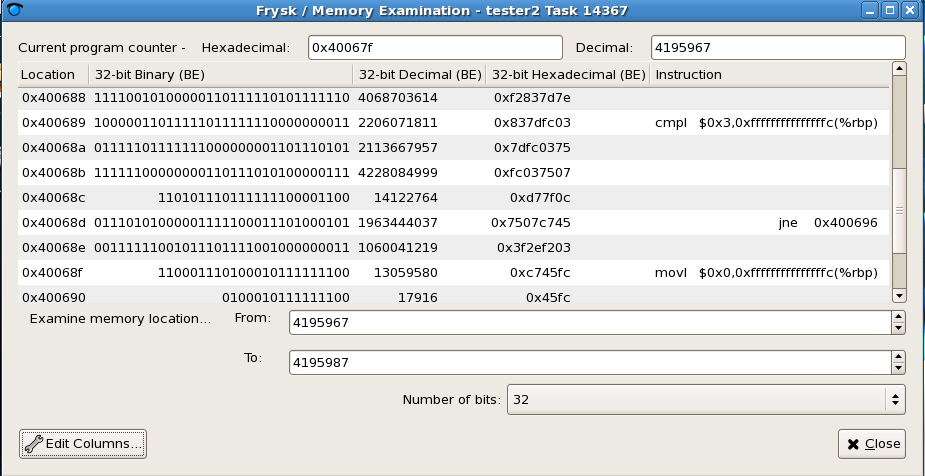 Frysk / Memory Examination - tester2 Task 14367
Current program counter - Hexadecimal: 0x40067f Decimal: 4195967
Location 32-bit Binary (BE) 32-bit Decimal (BE) 32-bit Hexadecimal (BE) Instruction
0x400688 11110010100000110111110101111110 4068703614 0xf2837d7e
0x400689 10000011011111011111110000000011 2206071811 0x837dfc03 cmpl $0x3,0xfffffffffffffffc(%rbp)
0x40068a 01111101111111000000001101110101 2113667957 0x7dfc0375
0x40068b 11111100000000110111010100000111 4228084999 0xfc037507
0x40068c 110101110111111100001100 14122764 0xd77f0c
0x40068d 01110101000001111100011101000101 1963444037 0x7507c745 jne 0x400696
0x40068e 00111111001011101111001000000011 1060041219 0x3f2ef203
0x40068f 110001110100010111111100 13059580 0xc745fc movl $0x0,0xfffffffffffffffc(%rbp)
0x400690 0100010111111100 17916 0x45fc
Examine memory location... From: 4195967
To: 4195987
Number of bits: 32
Edit Columns... Close